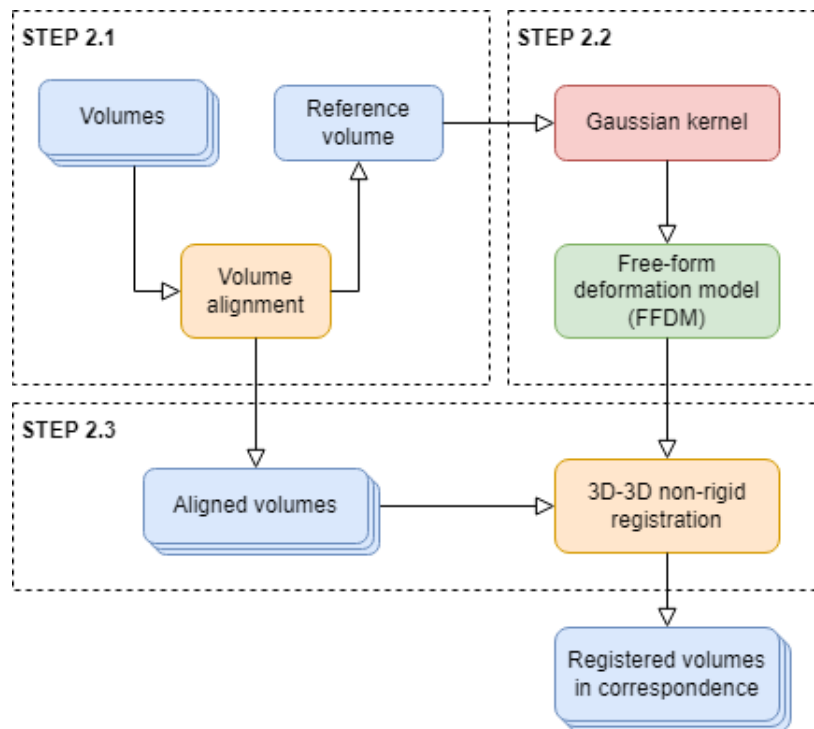 STEP 2.1
Volumes
Reference
volume
Volume
alignment
STEP 2.2
Gaussian kernel
Free-form
deformation model
(FFDM)
STEP 2.3
Aligned volumes
3D-3D non-rigid
registration
Registered volumes
in correspondence